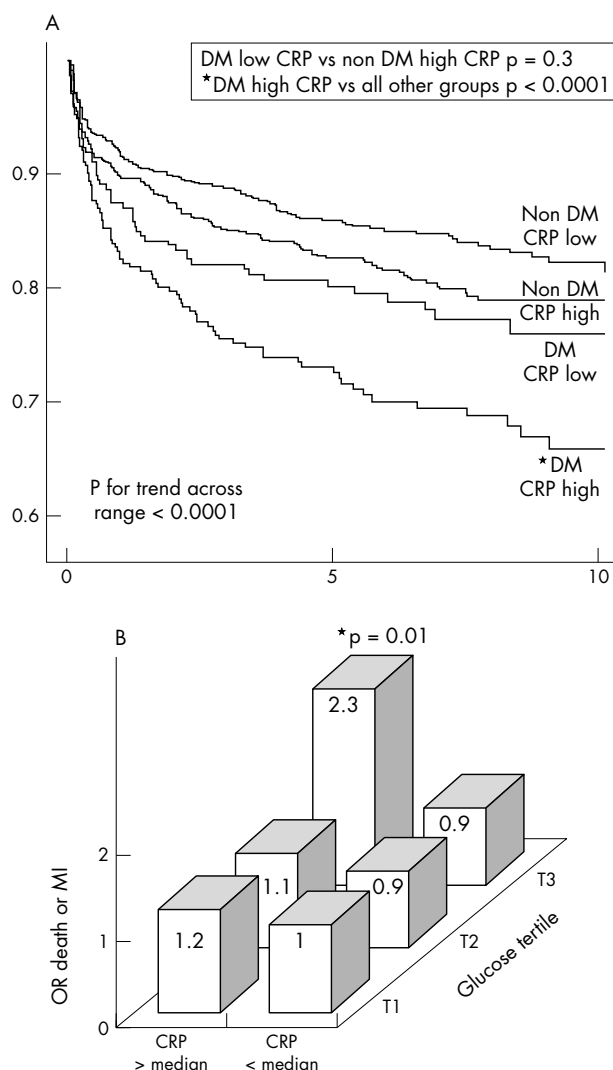 A
DM low CRP vs non DM high CRP p = 0.3
★DM high CRP vs all other groups p < 0.0001
0.9
0.8
0.7
0.6
Non DM
CRP low
Non DM
CRP high
DM
CRP low
★DM
CRP high
P for trend across
range < 0.0001
0
5
10
B
★p = 0.01
2.3
0.9
1.1
0.9
1.2
1
OR death or MI
2
1
0
T3
T2
T1
Glucose tertile
CRP
> median
CRP
< median